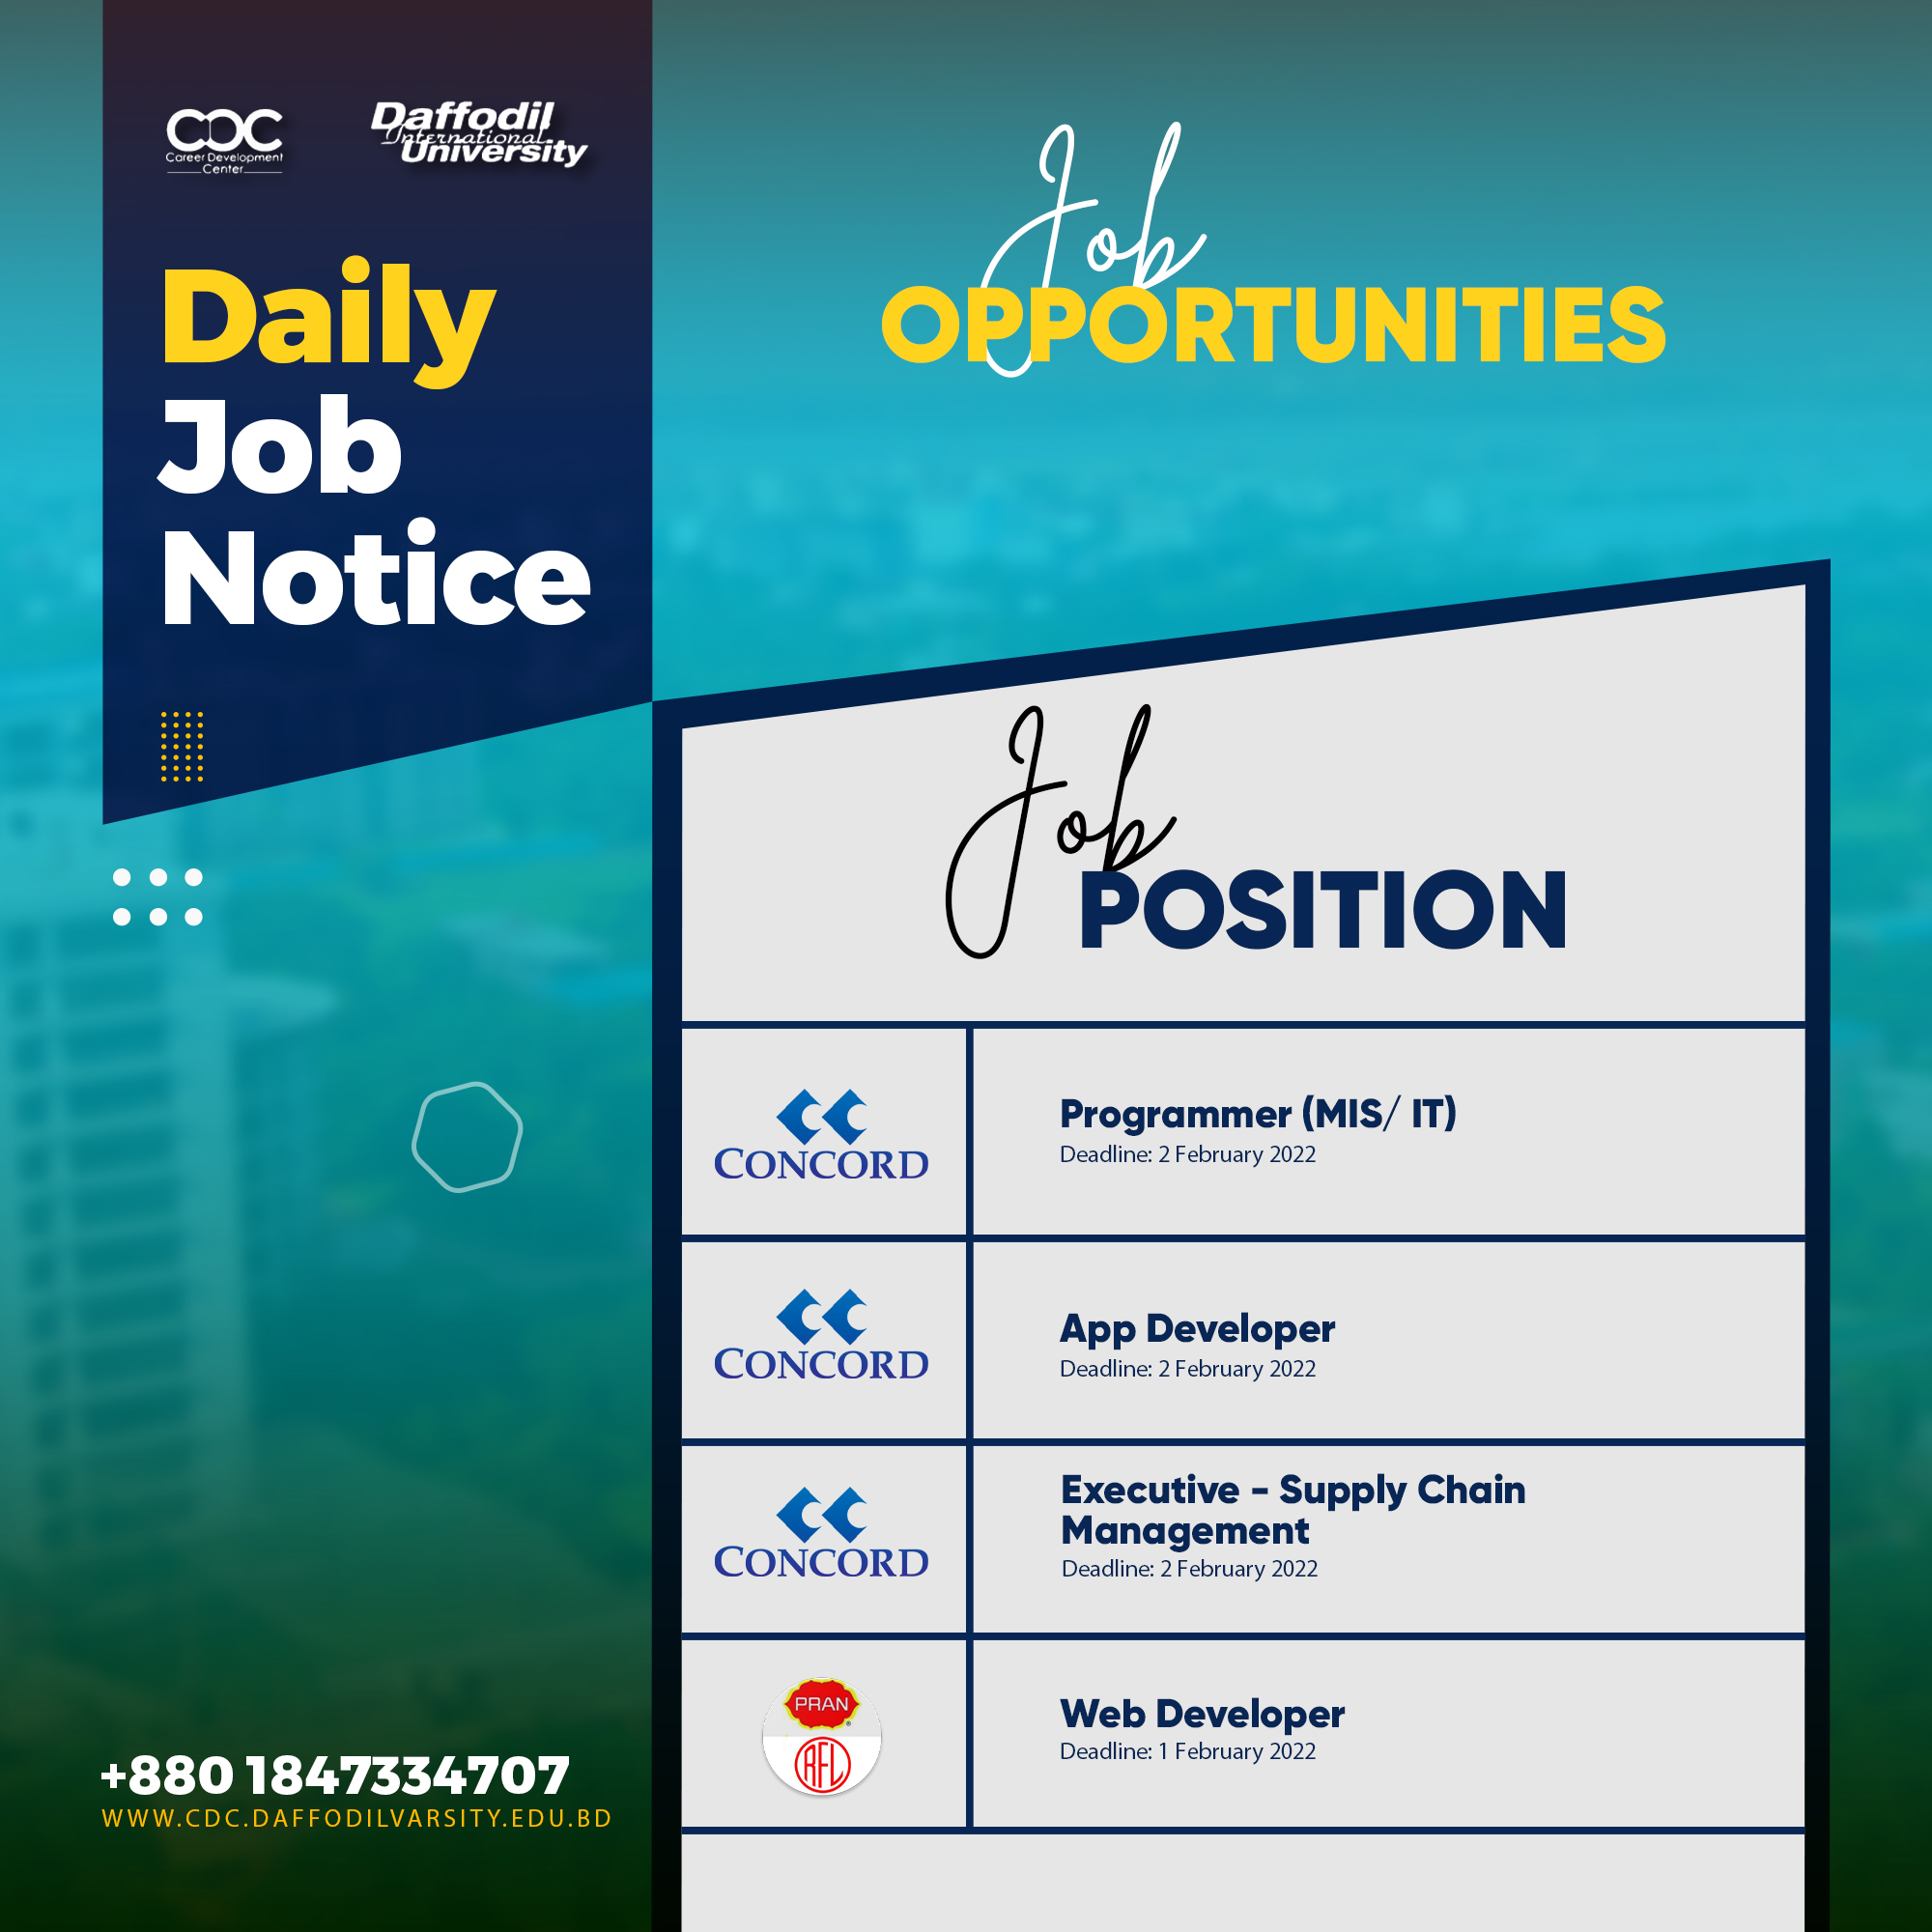 CDC
Career Development
Center
Daffodil
International
University
Daily
Job
Notice
Job
OPPORTUNITIES
Job
POSITION
CONCORD
Programmer (MIS/ IT)
Deadline: 2 February 2022
CONCORD
App Developer
Deadline: 2 February 2022
CONCORD
Executive - Supply Chain
Management
Deadline: 2 February 2022
PRAN
RFL
Web Developer
Deadline: 1 February 2022
+880 1847334707
WWW.CDC.DAFFODILVARSITY.EDU.BD